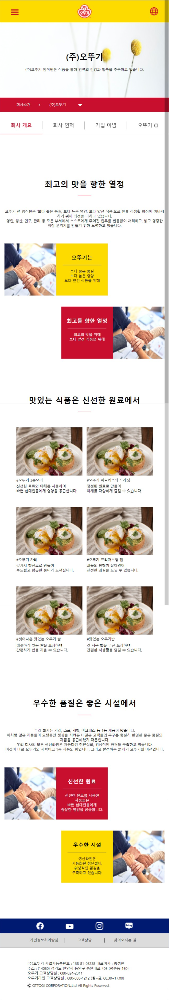 오뚜기
(주)오뚜기
(주)오뚜기 임직원은 식품을 통해 인류의 건강과 행복을 추구하고 있습니다.
회사소개 > (주)오뚜기
회사 개요 회사 연혁 기업 이념 오뚜기 CI
최고의 맛을 향한 열정
오뚜기 전 임직원은 '보다 좋은 품질, 보다 높은 영양, 보다 앞선 식품'으로 인류 식생활 향상에 이바지
하기 위해 최선을 다하고 있습니다.
영업, 생산, 연구, 관리 등 모든 부서에서 스스로에게 주어진 업무를 빈틈없이 처리하고, 밝고 명랑한
직장 분위기를 만들기 위해 노력하고 있습니다.
오뚜기는
보다 좋은 품질
보다 높은 영양
보다 앞선 식품을 위해
최고를 향한 열정
최고의 맛을 위해
보다 앞선 식품을 위해
맛있는 식품은 신선한 원료에서
#오뚜기 3분요리
신선한 육류와 야채를 사용하여
바쁜 현대인들에게 영양을 공급합니다.
#오뚜기 마요네스와 드레싱
정성된 원료로 만들어
야채를 다양하게 즐길 수 있습니다.
#오뚜기 카레
갖가지 향신료로 만들어
부드럽고 향긋한 풍미가 느껴집니다.
#오뚜기 프리저브형 쨈
과육의 원형이 살아있어
신선한 과실을 느낄 수 있습니다.
#씻어나온 맛있는 오뚜기 쌀
깨끗하게 씻은 쌀을 포장하여
간편하게 밥을 지을 수 있습니다.
#맛있는 오뚜기밥
갓 지은 밥을 무균 포장하여
간편한 식생활을 즐길 수 있습니다.
우수한 품질은 좋은 시설에서
우리 회사는 카레, 스프, 케찰, 마요네스 등 1등 제품이 많습니다.
이처럼 많은 제품들이 오랫동안 정상을 지켜온 비결은 고객들의 욕구를 충실히 반영한 좋은 품질의
제품을 공급해왔기 때문입니다.
우리 회사의 모든 생산라인은 자동화된 첨단설비, 위생적인 환경을 구축하고 있습니다.
이것이 바로 오뚜기의 저력이고 1등 제품의 힘입니다. 그리고 발전하는 21세기 오뚜기의 비전입니다.
신선한 원료
신선한 원료를 사용한
제품들은
바쁜 현대인들에게
충분한 영양을 공급합니다.
우수한 시설
생산라인은
자동화된 첨단설비,
위생적인 환경을
구축하고 있습니다.
blog
개인정보처리방침 | 고객상담 | 찾아오시는 길
(주)오뚜기 사업자등록번호 : 138-81-03238 대표이사 : 황성만
주소 : (14060) 경기도 안양시 동안구 흥안대로 405 (평촌동 160)
오뚜기 고객상담실 : 080-024-2311
오뚜기라면 고객상담실 : 080-088-1212 (월~금, 08:30~17:00)
© OTTOGI CORPORATION.,Ltd All Rights Reserved.